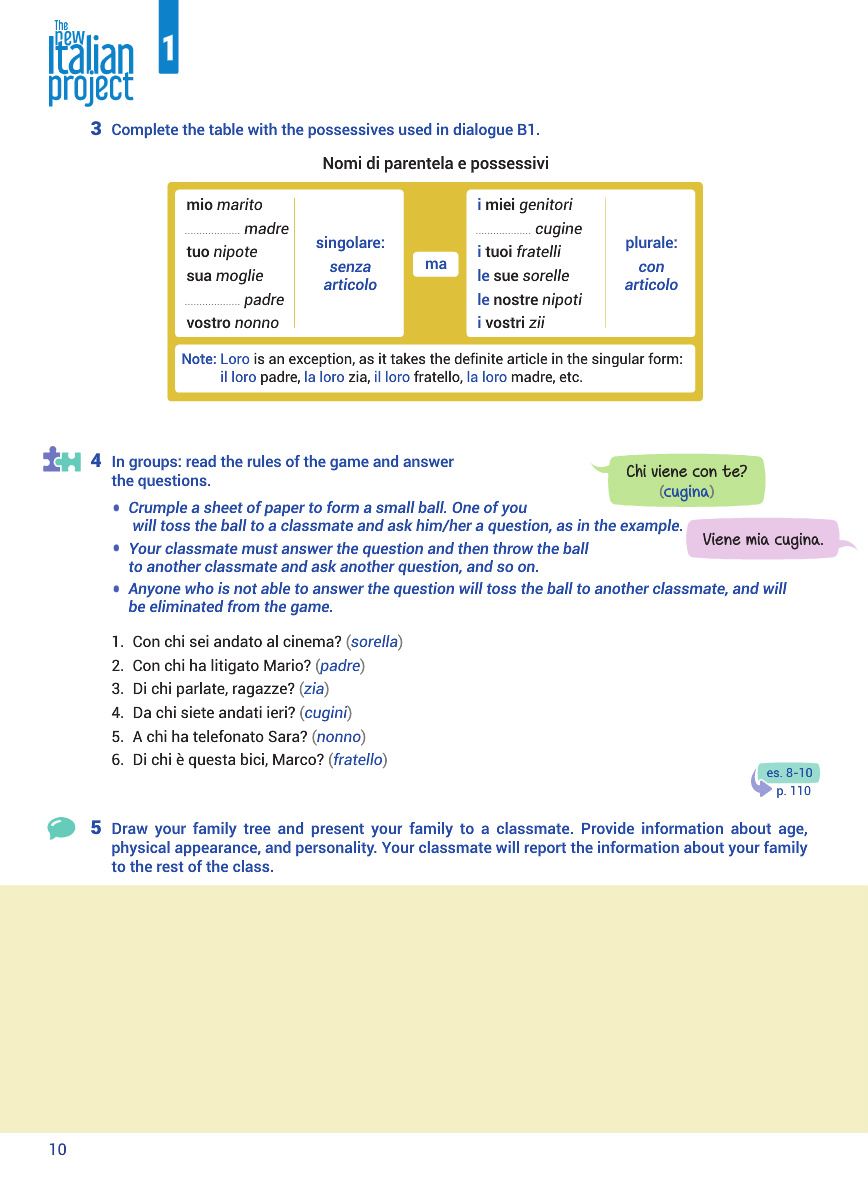 The
new
Italian
project
1
3 Complete the table with the possessives used in dialogue B1.
Nomi di parentela e possessivi
mio marito
.................... madre
tuo nipote
sua moglie
.................... padre
vostro nonno
singolare:
senza
articolo
ma
i miei genitori
.................... cugine
i tuoi fratelli
le sue sorelle
le nostre nipoti
i vostri zii
plurale:
con
articolo
Note: Loro is an exception, as it takes the definite article in the singular form:
il loro padre, la loro zia, il loro fratello, la loro madre, etc.
4 In groups: read the rules of the game and answer
the questions.
• Crumple a sheet of paper to form a small ball. One of you
will toss the ball to a classmate and ask him/her a question, as in the example.
• Your classmate must answer the question and then throw the ball
to another classmate and ask another question, and so on.
• Anyone who is not able to answer the question will toss the ball to another classmate, and will
be eliminated from the game.
Chi viene con te?
(cugina)
Viene mia cugina.
1. Con chi sei andato al cinema? (sorella)
2. Con chi ha litigato Mario? (padre)
3. Di chi parlate, ragazze? (zia)
4. Da chi siete andati ieri? (cugini)
5. A chi ha telefonato Sara? (nonno)
6. Di chi è questa bici, Marco? (fratello)
es. 8-10
p. 110
5 Draw your family tree and present your family to a classmate. Provide information about age,
physical appearance, and personality. Your classmate will report the information about your family
to the rest of the class.
10